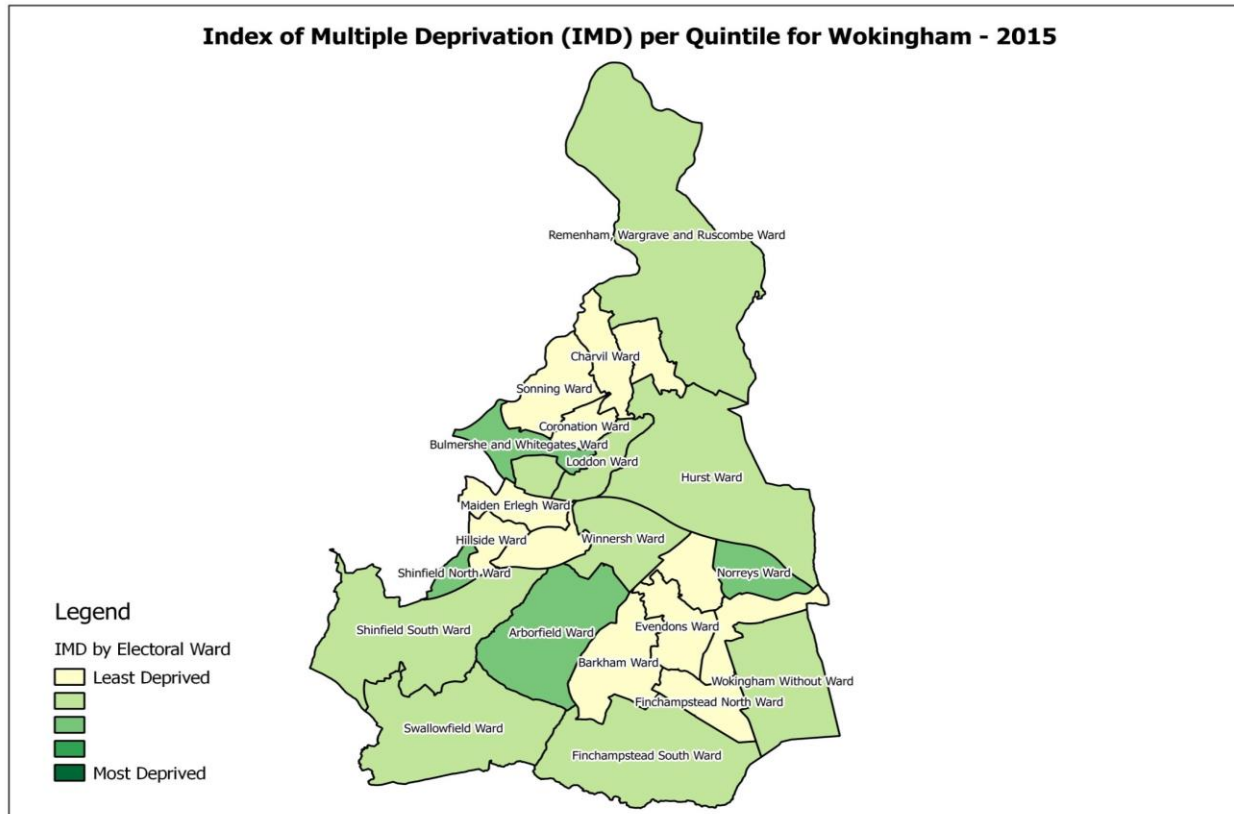 Index of Multiple Deprivation (IMD) per Quintile for Wokingham - 2015
Remenham, Wargrave and Ruscombe Ward
Charvil Ward
Sonning Ward
Coronation Ward
Bulmershe and Whitegates Ward
Loddon Ward
Hurst Ward
Maiden Erlegh Ward
Hillside Ward
Winnersh Ward
Shinfield North Ward
Norreys Ward
Shinfield South Ward
Arborfield Ward
Evendons Ward
Barkham Ward
Wokingham Without Ward
Finchampstead North Ward
Swallowfield Ward
Finchampstead South Ward
Legend
IMD by Electoral Ward
Least Deprived
Most Deprived